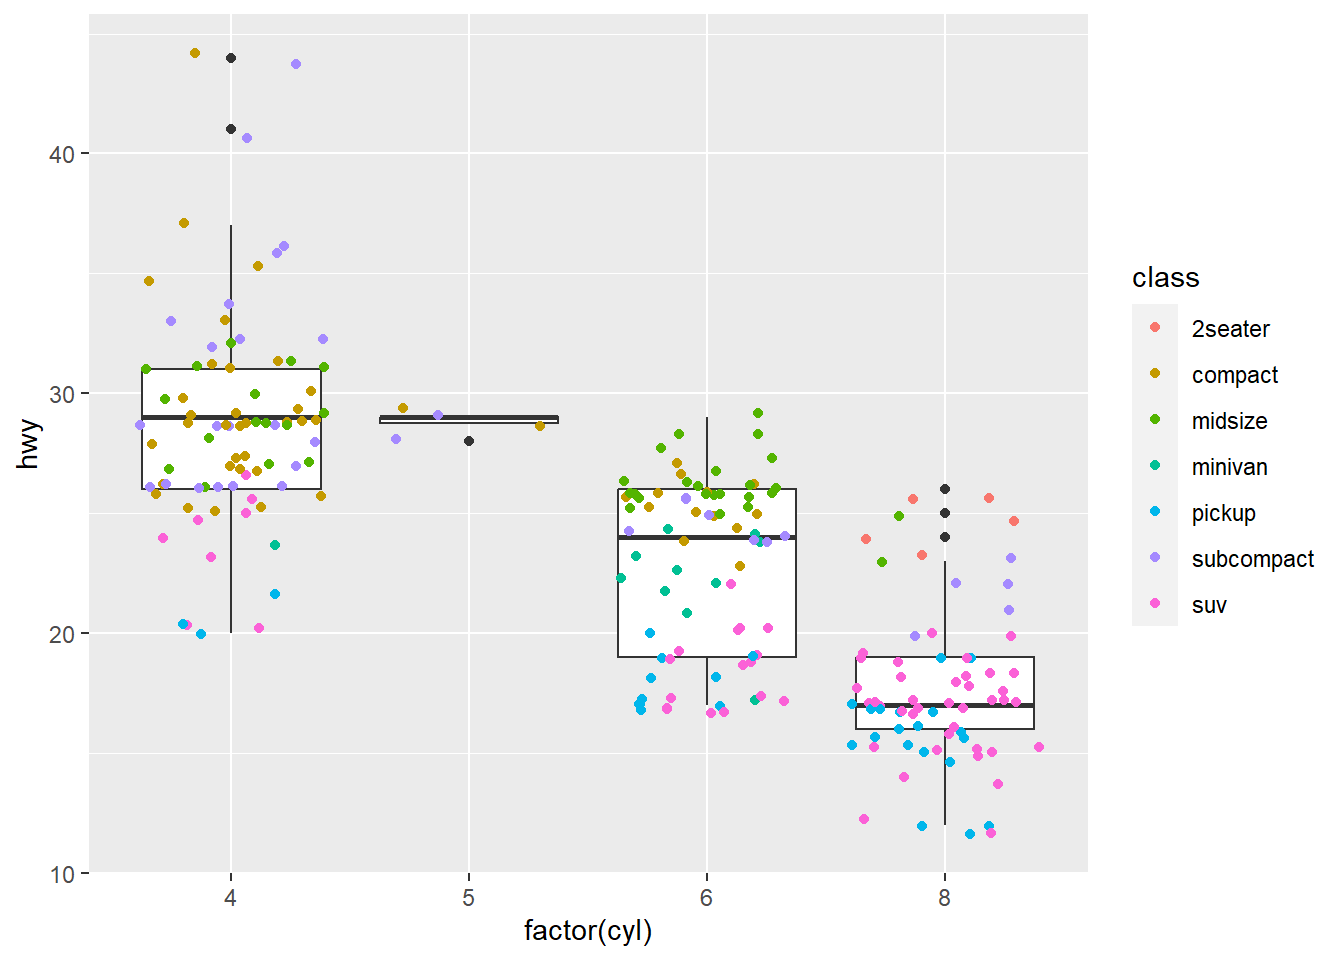 40
30
20
10
hwy
4 5 6 8
factor(cyl)
class
2seater
compact
midsize
minivan
pickup
subcompact
suv